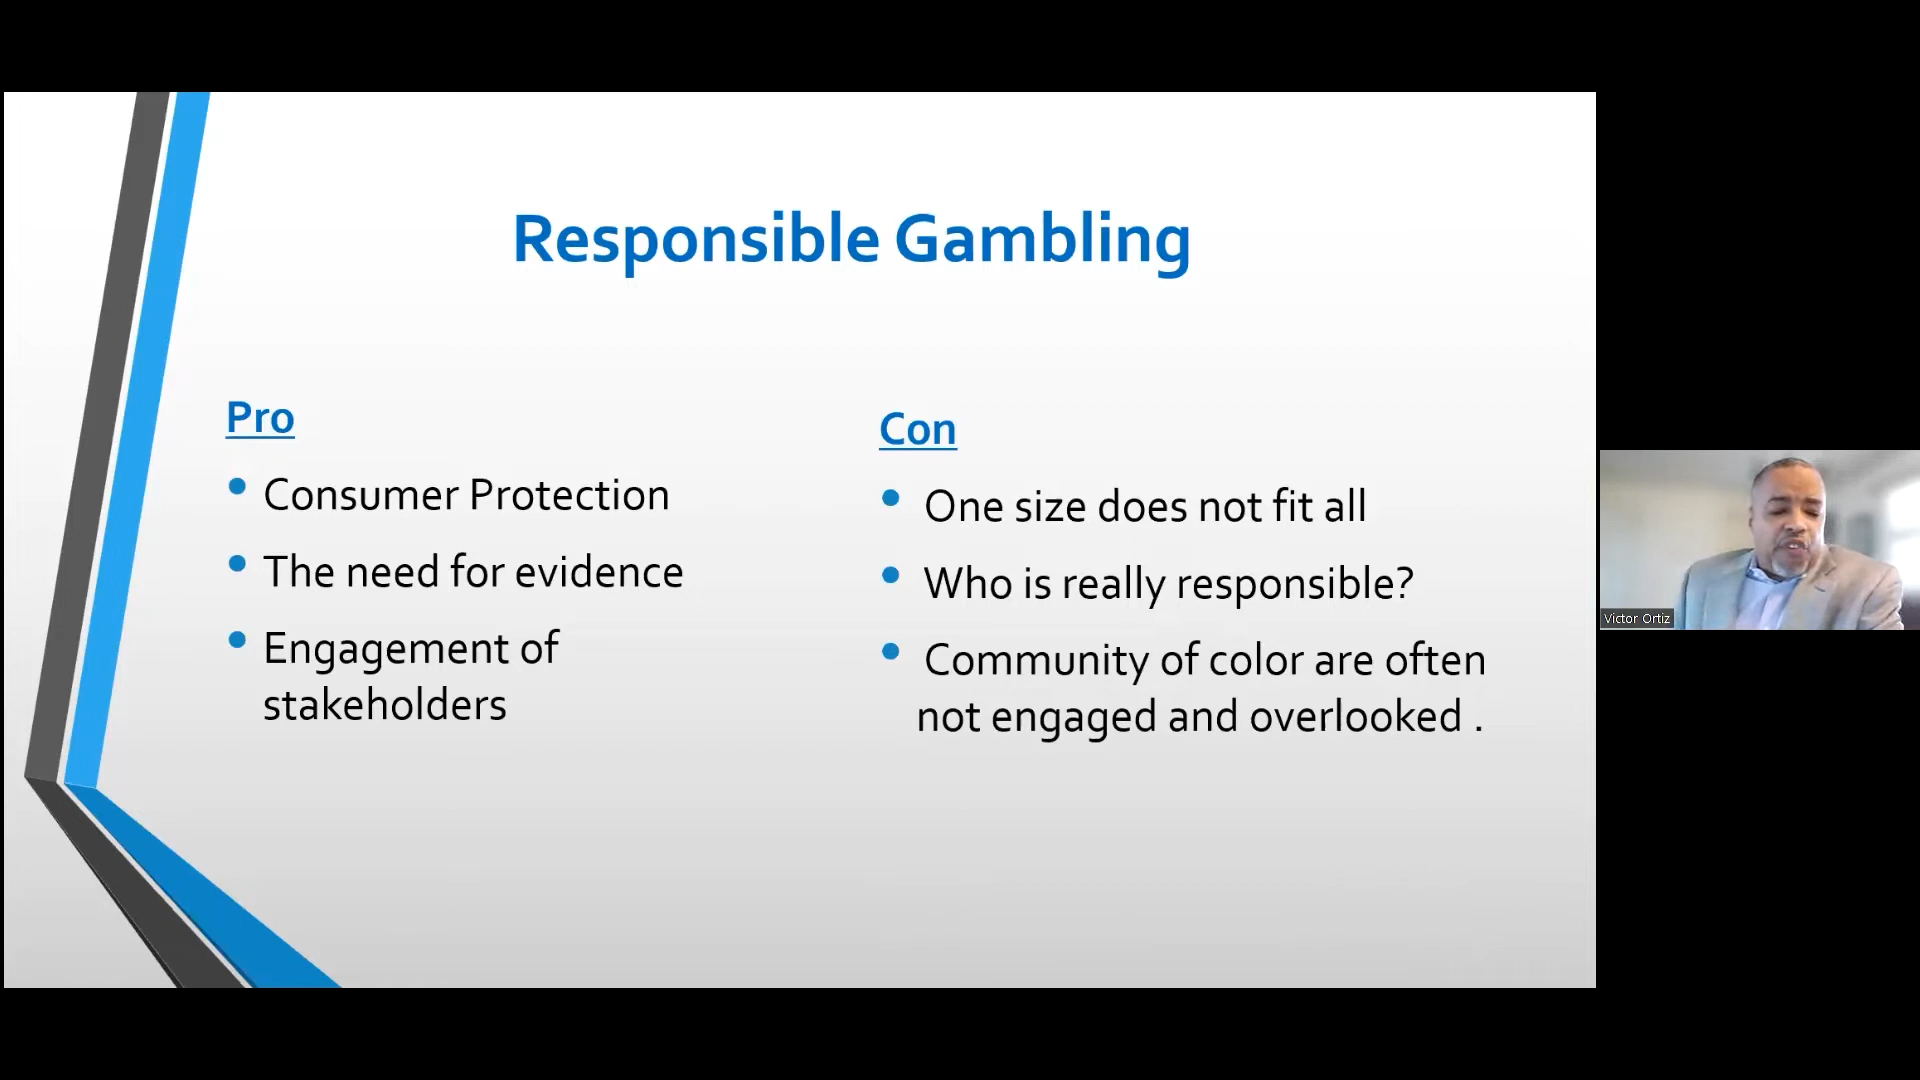 Responsible Gambling
Pro
Consumer Protection
The need for evidence
Engagement of
stakeholders
Con
One size does not fit all
Who is really responsible?
Community of color are often
not engaged and overlooked .
Victor Ortiz